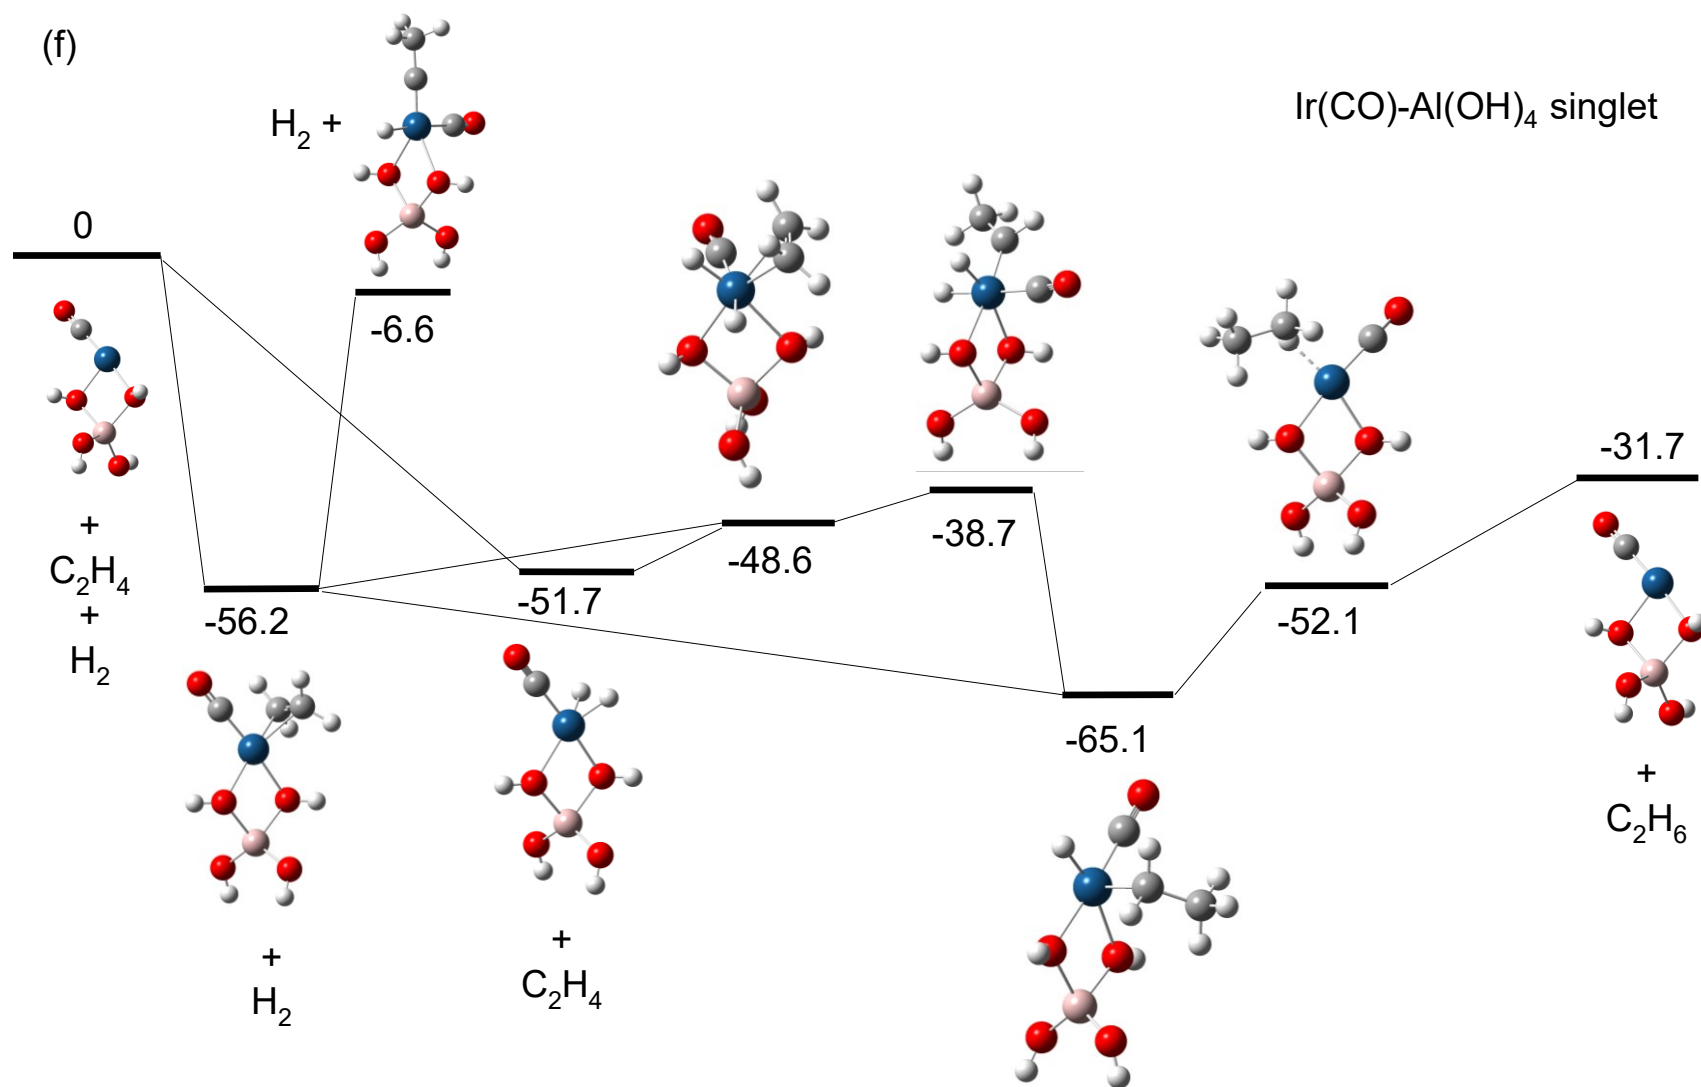 (f)
Ir(CO)-Al(OH)₄ singlet
H₂ +
0
-6.6
-31.7
-38.7
-48.6
-51.7
-56.2
-52.1
-65.1
+
C₂H₄
+
H₂
+
H₂
+
C₂H₄
+
C₂H₆